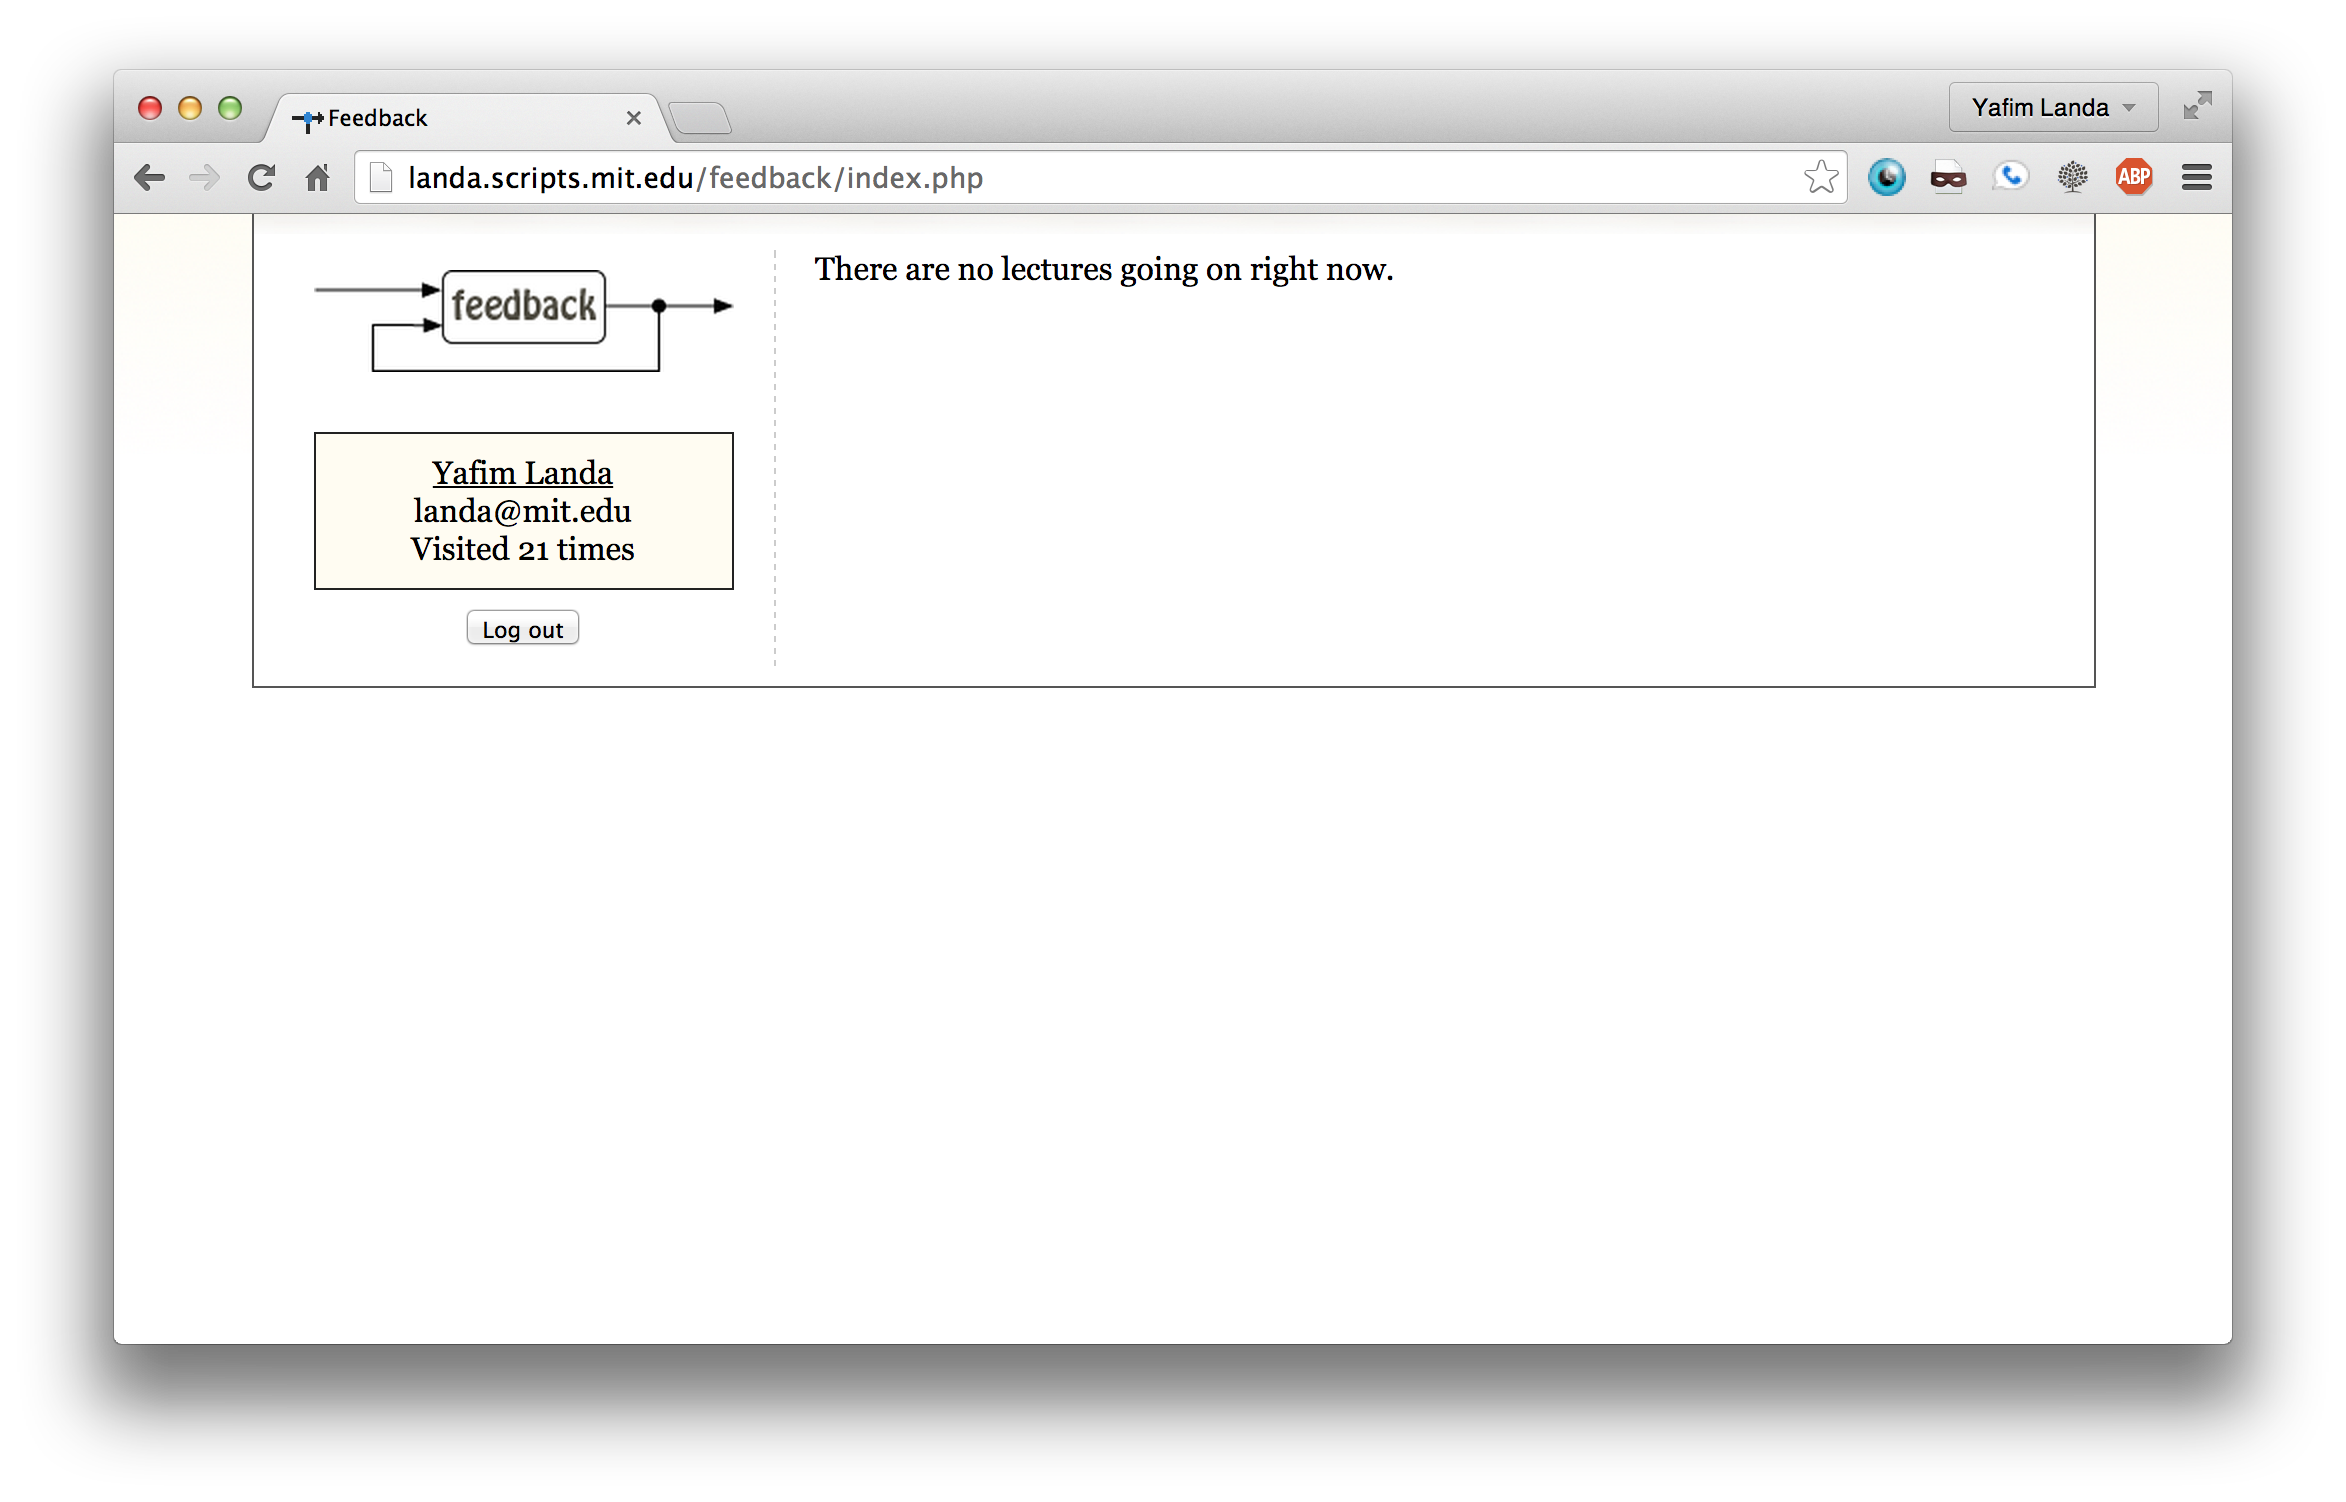 Feedback
Yafim Landa
landa.scripts.mit.edu/feedback/index.php
ABP
feedback
There are no lectures going on right now.
Yafim Landa
landa@mit.edu
Visited 21 times
Log out